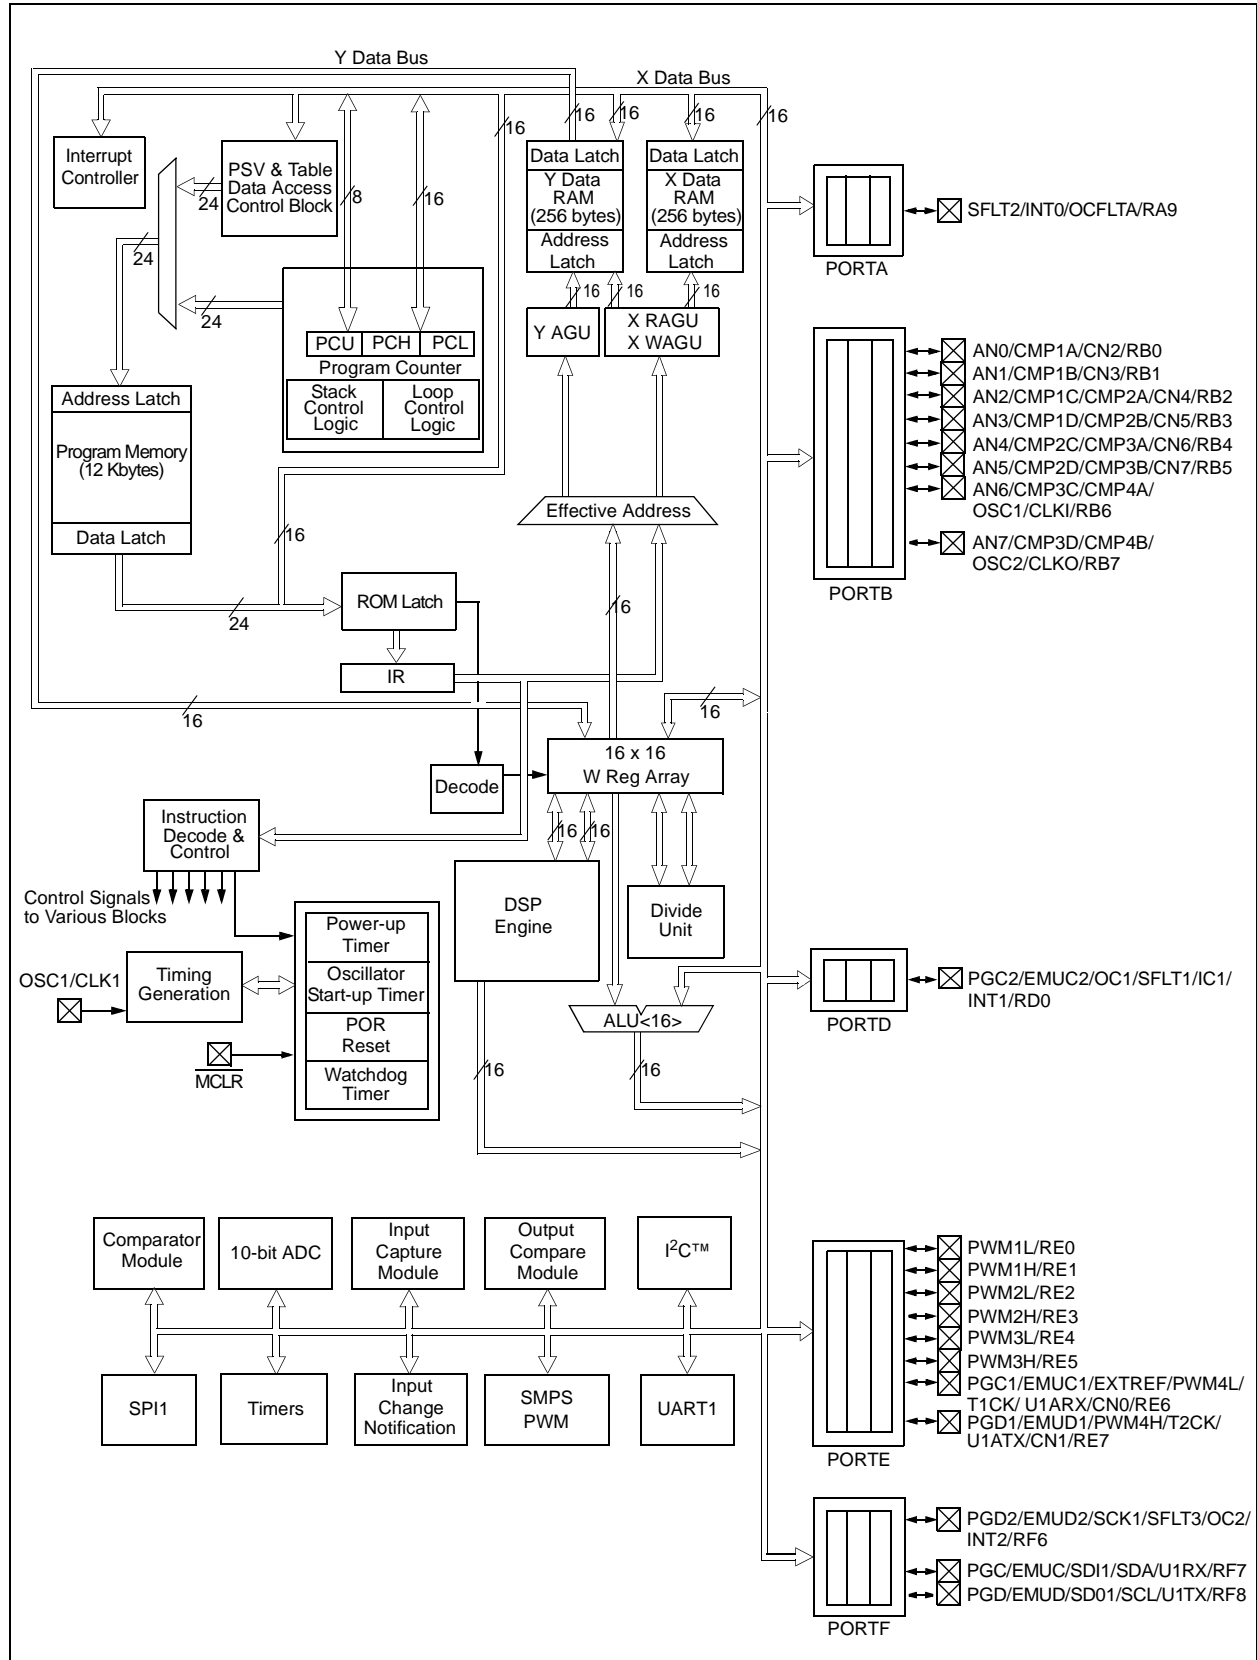 Y Data Bus
X Data Bus
16
16
16
16
16
Interrupt
Controller
PSV & Table
Data Access
Control Block
24
8
16
Data Latch
Y Data
RAM
(256 bytes)
Address
Latch
Data Latch
X Data
RAM
(256 bytes)
Address
Latch
24
24
16
16
16
Y AGU
X RAGU
X WAGU
PCU
PCH
PCL
Program Counter
Stack
Control
Logic
Loop
Control
Logic
Address Latch
Program Memory
(12 Kbytes)
Data Latch
Effective Address
16
16
24
ROM Latch
IR
16
16
16 x 16
W Reg Array
Decode
Instruction
Decode &
Control
16
16
Control Signals
to Various Blocks
DSP
Engine
Divide
Unit
Power-up
Timer
Oscillator
Start-up Timer
POR
Reset
Watchdog
Timer
OSC1/CLK1
Timing
Generation
MCLR
ALU<16>
16
16
Comparator
Module
10-bit ADC
Input
Capture
Module
Output
Compare
Module
I2C™
SPI1
Timers
Input
Change
Notification
SMPS
PWM
UART1
PORTA
SFLT2/INT0/OCFLTA/RA9
AN0/CMP1A/CN2/RB0
AN1/CMP1B/CN3/RB1
AN2/CMP1C/CMP2A/CN4/RB2
AN3/CMP1D/CMP2B/CN5/RB3
AN4/CMP2C/CMP3A/CN6/RB4
AN5/CMP2D/CMP3B/CN7/RB5
AN6/CMP3C/CMP4A/
OSC1/CLKI/RB6
AN7/CMP3D/CMP4B/
OSC2/CLKO/RB7
PORTB
PGC2/EMUC2/OC1/SFLT1/IC1/
INT1/RD0
PORTD
PWM1L/RE0
PWM1H/RE1
PWM2L/RE2
PWM2H/RE3
PWM3L/RE4
PWM3H/RE5
PGC1/EMUC1/EXTREF/PWM4L/
T1CK/ U1ARX/CN0/RE6
PGD1/EMUD1/PWM4H/T2CK/
U1ATX/CN1/RE7
PORTE
PGD2/EMUD2/SCK1/SFLT3/OC2/
INT2/RF6
PGC/EMUC/SDI1/SDA/U1RX/RF7
PGD/EMUD/SD01/SCL/U1TX/RF8
PORTF